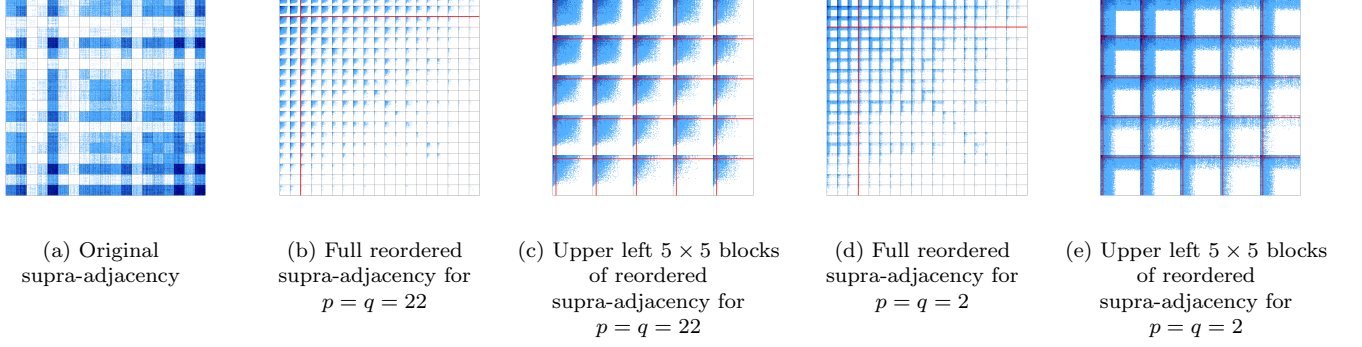 (a) Original
supra-adjacency
(b) Full reordered
supra-adjacency for
p = q = 22
(c) Upper left 5 × 5 blocks
of reordered
supra-adjacency for
p = q = 22
(d) Full reordered
supra-adjacency for
p = q = 2
(e) Upper left 5 × 5 blocks
of reordered
supra-adjacency for
p = q = 2